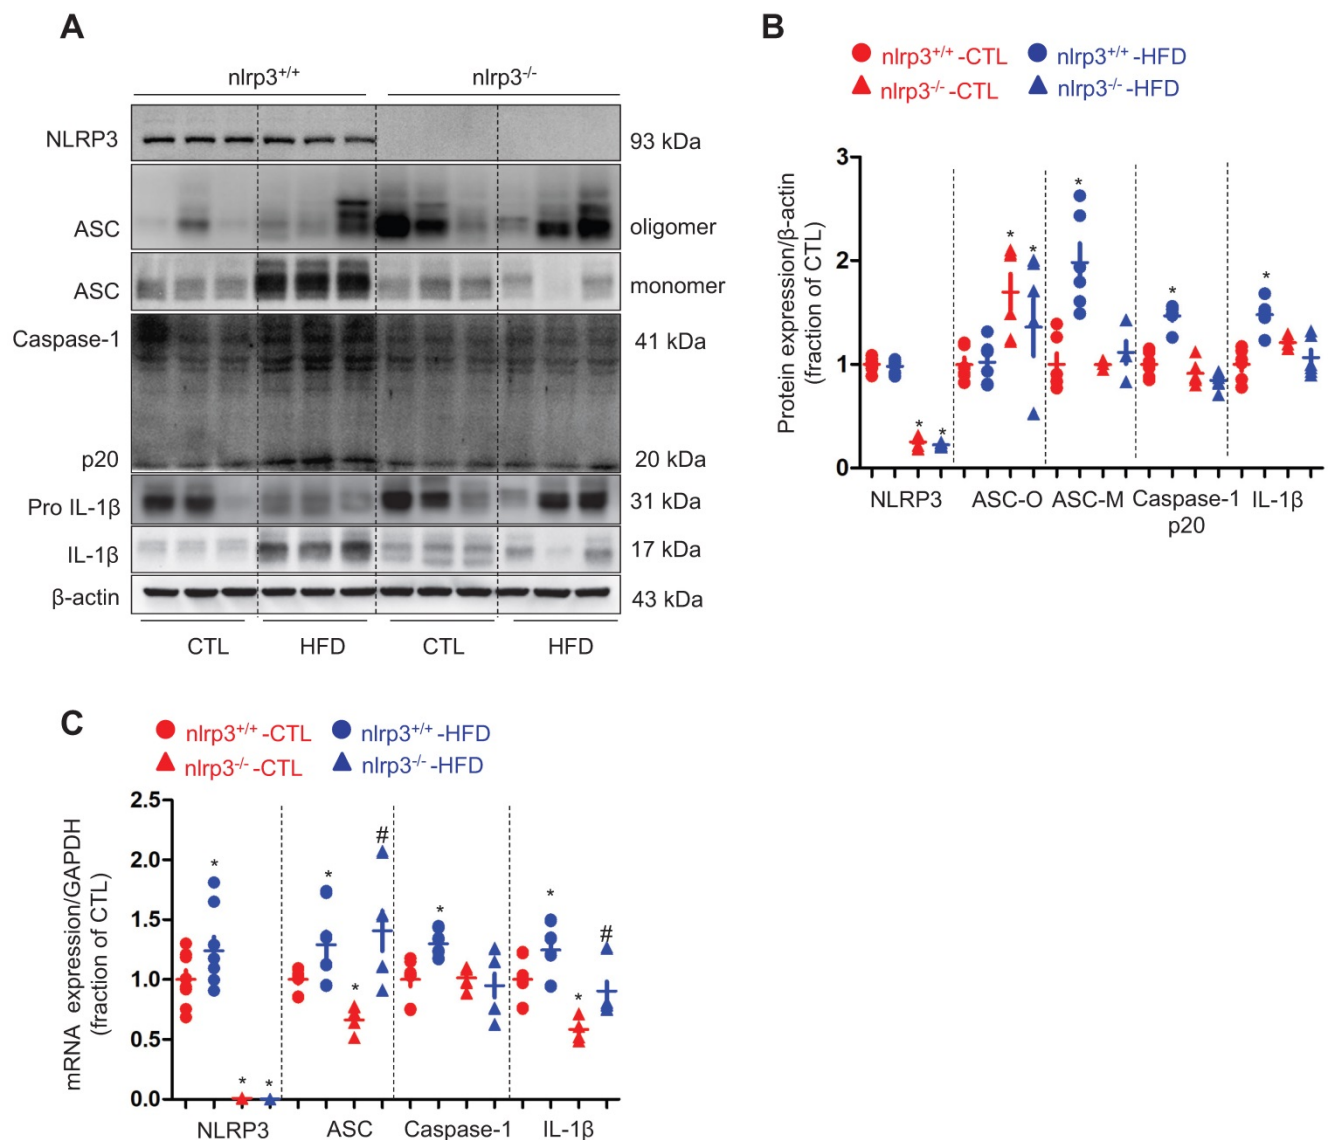 A
nlrp3+/+ nlrp3-/-
NLRP3 93 kDa
ASC oligomer
ASC monomer
Caspase-1 41 kDa
p20 20 kDa
Pro IL-1β 31 kDa
IL-1β 17 kDa
β-actin 43 kDa
CTL HFD CTL HFD
B
nlrp3+/+ -CTL nlrp3+/+ -HFD
nlrp3-/- -CTL nlrp3-/- -HFD
Protein expression/β-actin
(fraction of CTL)
3
2
1
0
* * * * * * *
NLRP3 ASC-O ASC-M Caspase-1 IL-1β
p20
C
nlrp3+/+ -CTL nlrp3+/+ -HFD
nlrp3-/- -CTL nlrp3-/- -HFD
mRNA expression/GAPDH
(fraction of CTL)
2.5
2.0
1.5
1.0
0.5
0.0
* * * * * # * * * #
NLRP3 ASC Caspase-1 IL-1β